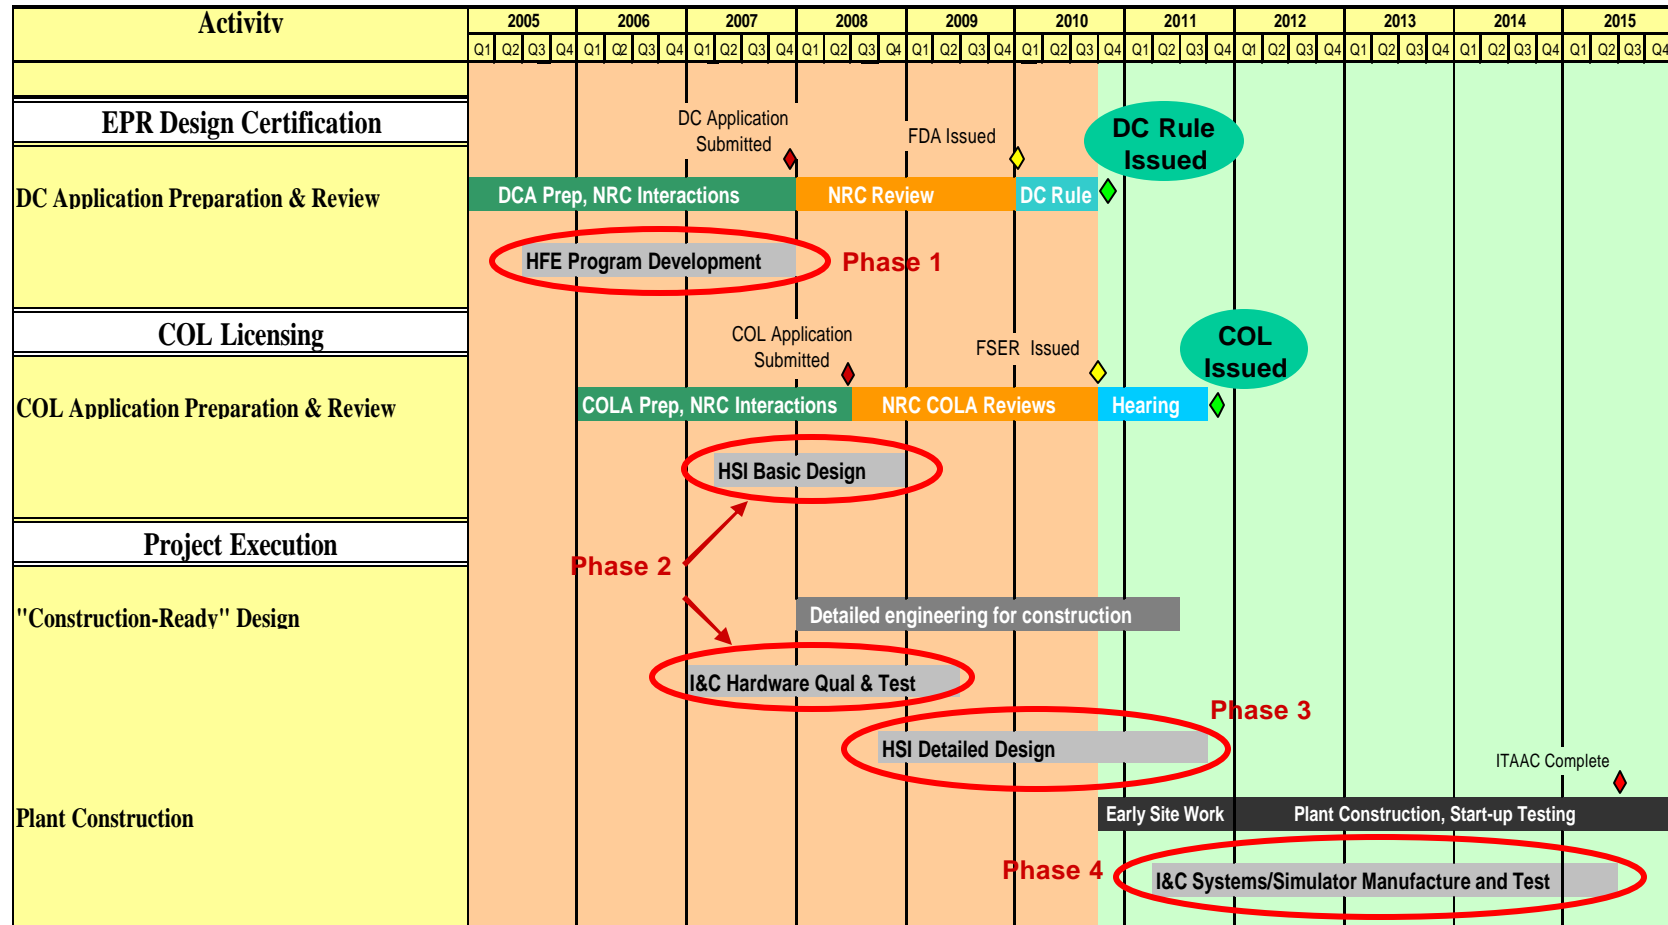 Activity
2005 2006 2007 2008 2009 2010 2011 2012 2013 2014 2015
Q1 Q2 Q3 Q4 Q1 Q2 Q3 Q4 Q1 Q2 Q3 Q4 Q1 Q2 Q3 Q4 Q1 Q2 Q3 Q4 Q1 Q2 Q3 Q4 Q1 Q2 Q3 Q4 Q1 Q2 Q3 Q4 Q1 Q2 Q3 Q4 Q1 Q2 Q3 Q4 Q1 Q2 Q3 Q4
EPR Design Certification
DC Application
Submitted
FDA Issued
DC Rule
Issued
DC Application Preparation & Review
DCA Prep, NRC Interactions
NRC Review
DC Rule
HFE Program Development
Phase 1
COL Licensing
COL Application
Submitted
FSER Issued
COL
Issued
COL Application Preparation & Review
COLA Prep, NRC Interactions
NRC COLA Reviews
Hearing
HSI Basic Design
Project Execution
Phase 2
"Construction-Ready" Design
Detailed engineering for construction
I&C Hardware Qual & Test
Phase 3
HSI Detailed Design
ITAAC Complete
Plant Construction
Early Site Work
Plant Construction, Start-up Testing
Phase 4
I&C Systems/Simulator Manufacture and Test